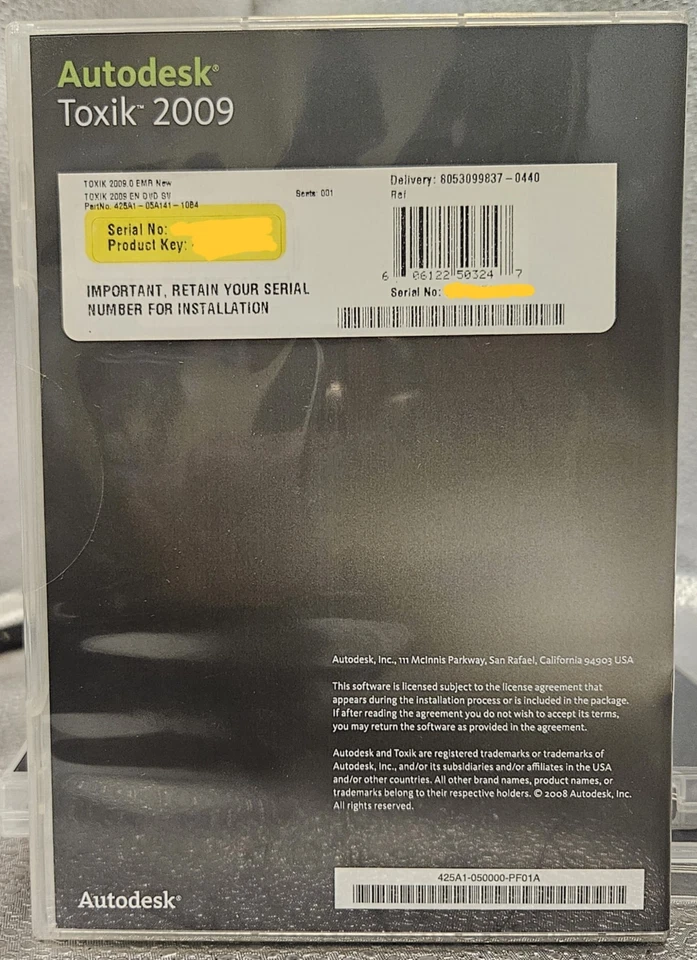 Autodesk®
Toxik™ 2009
TOXIK 2009.0 EMR New
TOXIK 2009 EN DVD SV
Seats: 001
PartNo. 425A1-05A141-10B4
Serial No:
Product Key:
IMPORTANT, RETAIN YOUR SERIAL
NUMBER FOR INSTALLATION
Delivery: 8053099837-0440
Ref
6 06122 50324 7
Serial No:
Autodesk, Inc., 111 McInnis Parkway, San Rafael, California 94903 USA
This software is licensed subject to the license agreement that
appears during the installation process or is included in the package.
If after reading the agreement you do not wish to accept its terms,
you may return the software as provided in the agreement.
Autodesk and Toxik are registered trademarks or trademarks of
Autodesk, Inc., and/or its subsidiaries and/or affiliates in the USA
and/or other countries. All other brand names, product names, or
trademarks belong to their respective holders. © 2008 Autodesk, Inc.
All rights reserved.
425A1-050000-PF01A
Autodesk®